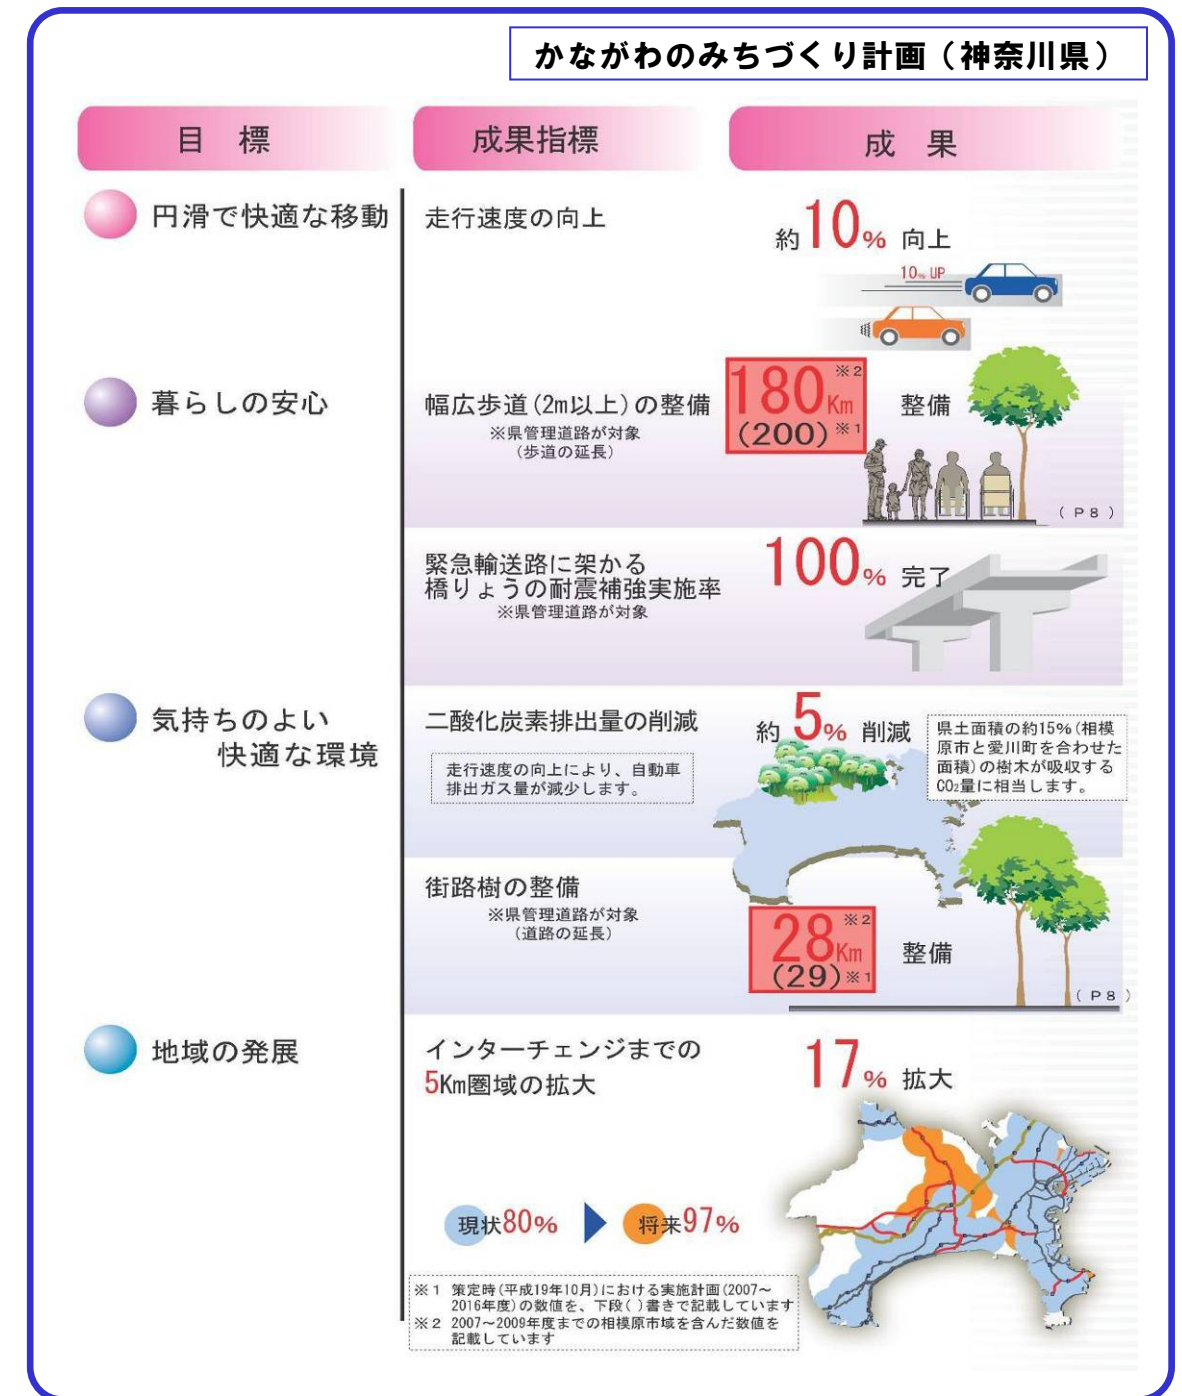 かながわのみちづくり計画（神奈川県）
目 標
成果指標
成 果
円滑で快適な移動
走行速度の向上
約10% 向上
10% UP
暮らしの安心
幅広歩道(2m以上)の整備
※県管理道路が対象
(歩道の延長)
180Km ※2
(200) ※1
整備
( P8 )
緊急輸送路に架かる
橋りょうの耐震補強実施率
※県管理道路が対象
100% 完了
気持ちのよい
快適な環境
二酸化炭素排出量の削減
走行速度の向上により、自動車
排出ガス量が減少します。
約5% 削減
県土面積の約15%(相模
原市と愛川町を合わせた
面積)の樹木が吸収する
CO₂量に相当します。
街路樹の整備
※県管理道路が対象
(道路の延長)
28Km ※2
(29)※1
整備
( P8 )
地域の発展
インターチェンジまでの
5Km圏域の拡大
17% 拡大
現状80%
将来97%
※1 策定時(平成19年10月)における実施計画(2007～
2016年度)の数値を、下段( )書きで記載しています
※2 2007～2009年度までの相模原市域を含んだ数値を
記載しています